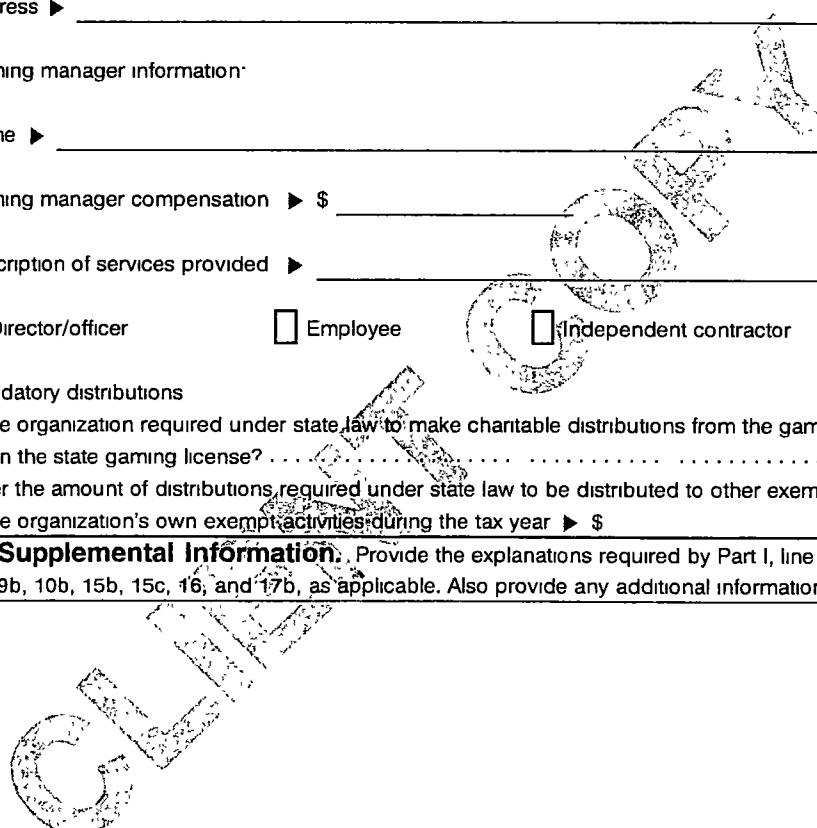 ress ▶
ning manager information·
ne ▶
ning manager compensation ▶ $
cription of services provided ▶
Director/officer Employee Independent contractor
datory distributions
e organization required under state law to make charitable distributions from the gam
n the state gaming license? . . . . . . . . . . . . . . . . . . . . . . . . . . . . . . . . .
r the amount of distributions required under state law to be distributed to other exem
e organization's own exempt activities during the tax year ▶ $
Supplemental Information. Provide the explanations required by Part I, line
9b, 10b, 15b, 15c, 16, and 17b, as applicable. Also provide any additional information
CLIENT COPY